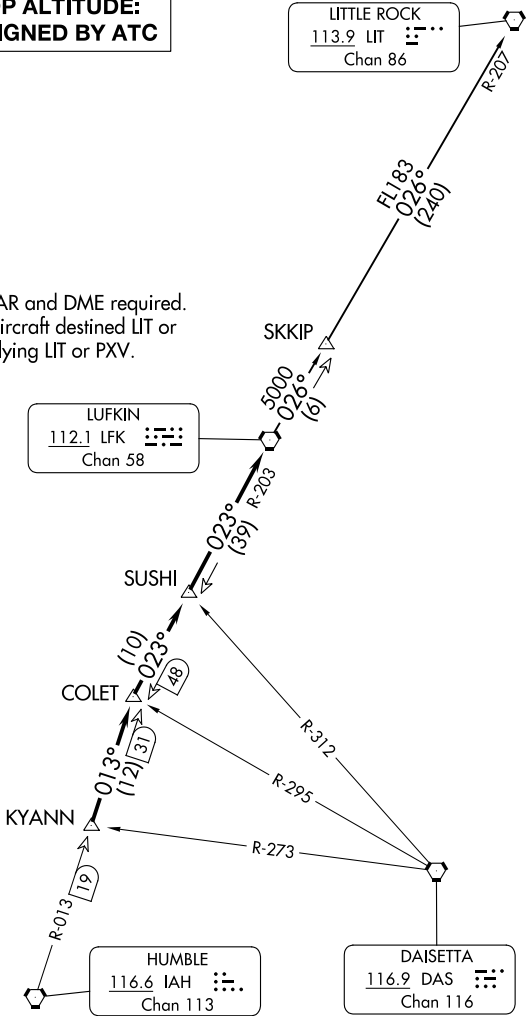 OP ALTITUDE:
IGNED BY ATC
LITTLE ROCK
113.9 LIT
Chan 86
R-207
FL183
026°
(240)
AR and DME required.
ircraft destined LIT or
lying LIT or PXV.
SKKIP
5000
026°
(6)
LUFKIN
112.1 LFK
Chan 58
R-203
023°
(39)
SUSHI
(10)
023°
48
COLET
R-312
31
013°
(12)
R-295
KYANN
R-273
19
R-013
HUMBLE
116.6 IAH
Chan 113
DAISETTA
116.9 DAS
Chan 116